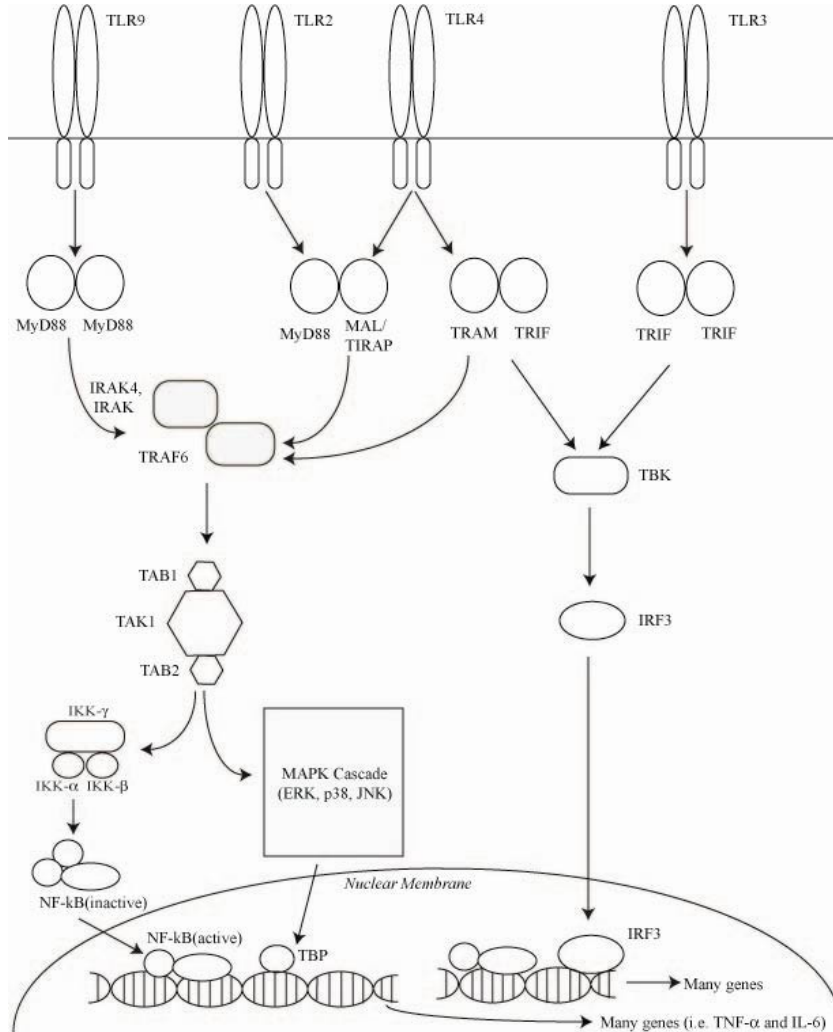 TLR9
TLR2
TLR4
TLR3
MyD88 MyD88
MyD88
MAL/
TIRAP
TRAM TRIF
TRIF TRIF
IRAK4,
IRAK
TRAF6
TBK
TAB1
TAK1
TAB2
IRF3
IKK-γ
IKK-α IKK-β
MAPK Cascade
(ERK, p38, JNK)
Nuclear Membrane
NF-kB(inactive)
NF-kB(active)
TBP
IRF3
Many genes
Many genes (i.e. TNF-α and IL-6)